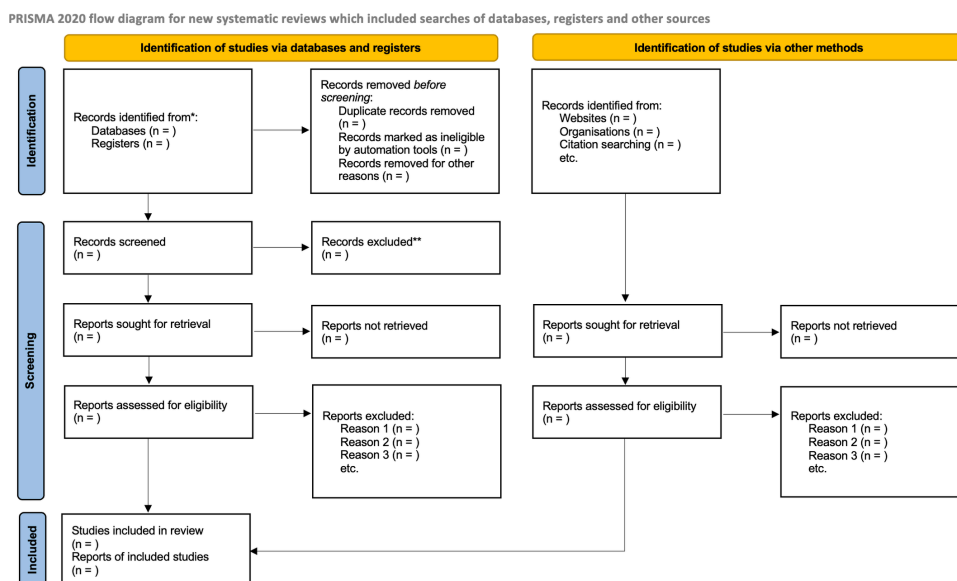 PRISMA 2020 flow diagram for new systematic reviews which included searches of databases, registers and other sources
Identification of studies via databases and registers
Identification of studies via other methods
Identification
Records identified from*:
Databases (n = )
Registers (n = )
Records removed before
screening:
Duplicate records removed
(n = )
Records marked as ineligible
by automation tools (n = )
Records removed for other
reasons (n = )
Records identified from:
Websites (n = )
Organisations (n = )
Citation searching (n = )
etc.
Screening
Records screened
(n = )
Records excluded**
(n = )
Reports sought for retrieval
(n = )
Reports not retrieved
(n = )
Reports sought for retrieval
(n = )
Reports not retrieved
(n = )
Reports assessed for eligibility
(n = )
Reports excluded:
Reason 1 (n = )
Reason 2 (n = )
Reason 3 (n = )
etc.
Reports assessed for eligibility
(n = )
Reports excluded:
Reason 1 (n = )
Reason 2 (n = )
Reason 3 (n = )
etc.
Included
Studies included in review
(n = )
Reports of included studies
(n = )